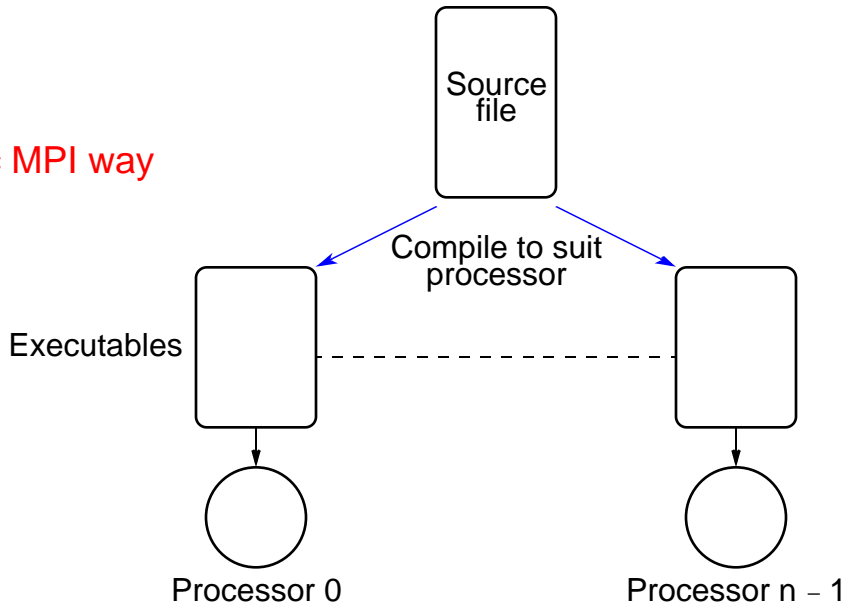 Source
file
MPI way
Compile to suit
processor
Executables
Processor 0
Processor n – 1